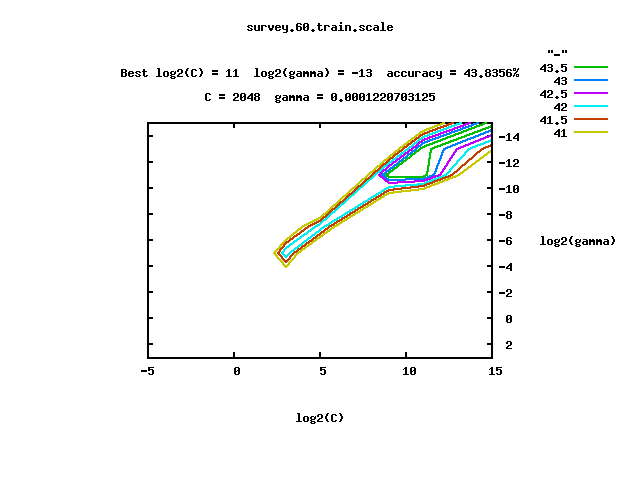 survey.60.train.scale
"-"
Best log2(C) = 11 log2(gamma) = -13 accuracy = 43.8356%
43.5
43
C = 2048 gamma = 0.0001220703125
42.5
42
41.5
41
-14
-12
-10
-8
-6
log2(gamma)
-4
-2
0
2
-5 0 5 10 15
log2(C)